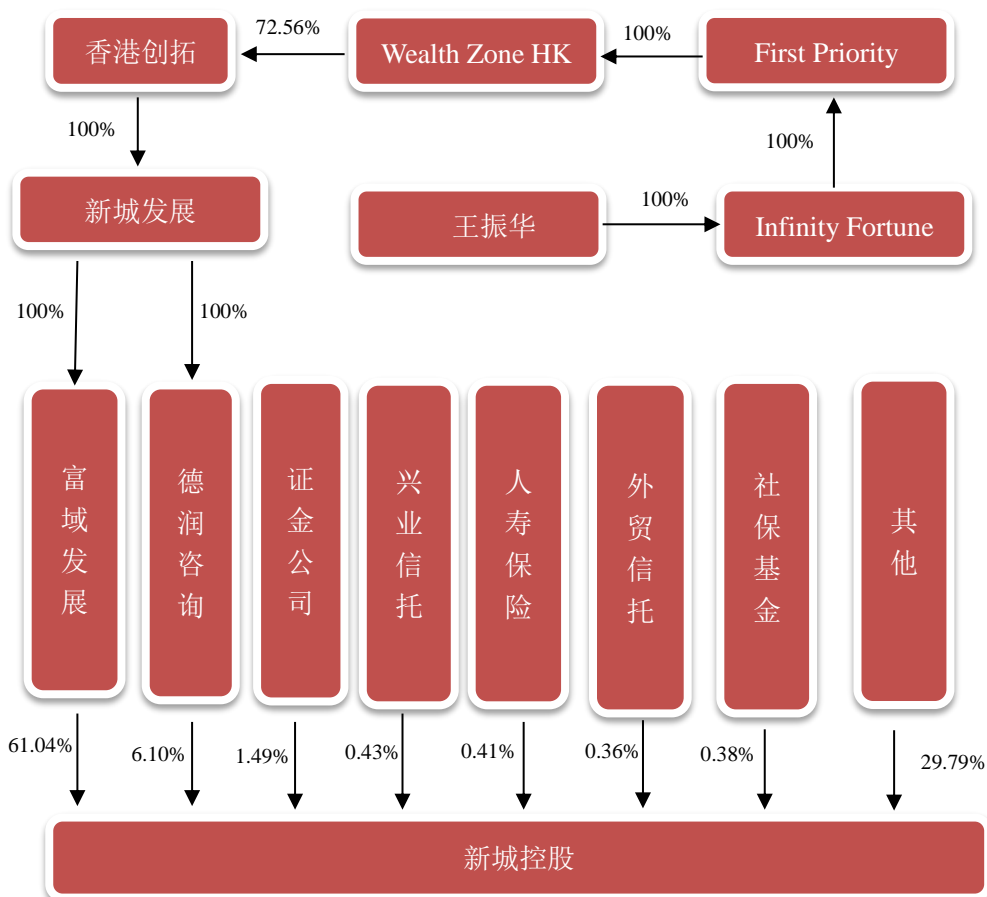 香港创拓
72.56%
Wealth Zone HK
100%
First Priority
100%
100%
新城发展
王振华
100%
Infinity Fortune
100%
100%
富域发展
德润咨询
证金公司
兴业信托
人寿保险
外贸信托
社保基金
其他
61.04%
6.10%
1.49%
0.43%
0.41%
0.36%
0.38%
29.79%
新城控股